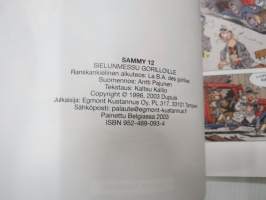 SAMMY 12
SIELUNMESSU GORILLOILLE
Ranskankielinen alkuteos: La B.A. des gorilles
Suomennos: Antti Pajunen
Tekstaus: Kaitsu Kallio
Copyright © 1996, 2003 Dupuis
Julkaisija: Egmont Kustannus Oy, PL 317, 33101 Tampere
Sähköposti: palaute@egmont-kustannus.fi
Painettu Belgiassa 2003
ISBN 952-469-093-4